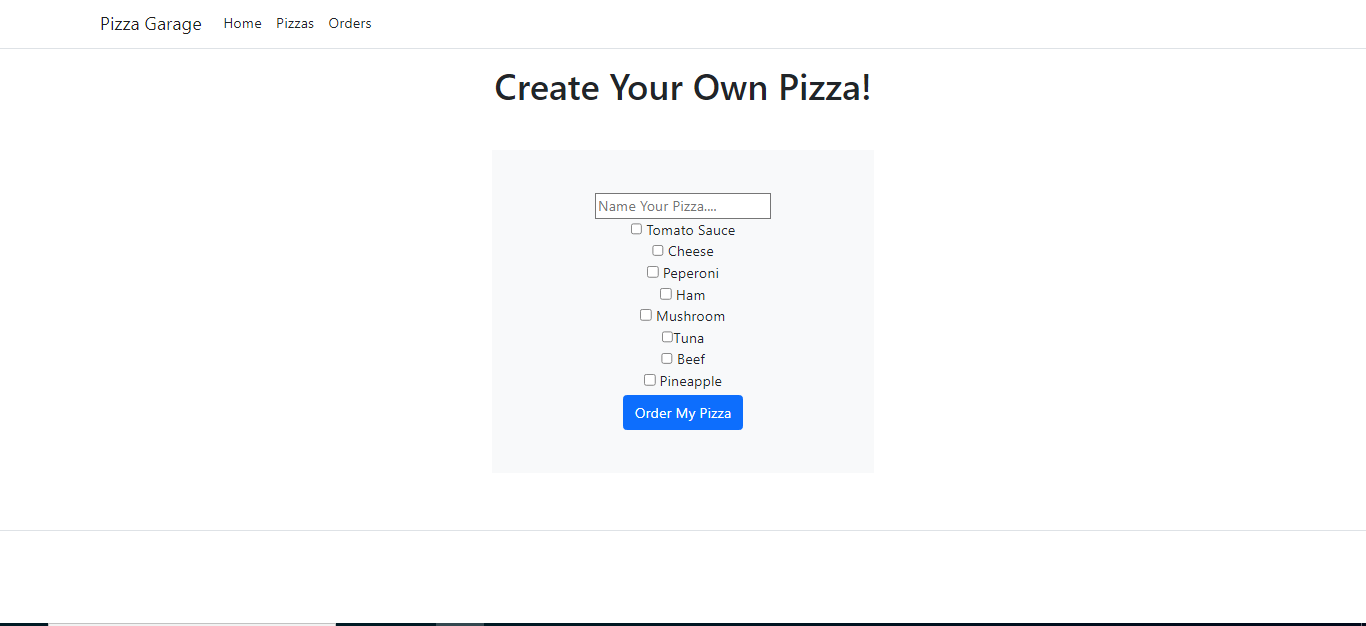 Pizza Garage Home Pizzas Orders
Create Your Own Pizza!
Name Your Pizza....
Tomato Sauce
Cheese
Peperoni
Ham
Mushroom
Tuna
Beef
Pineapple
Order My Pizza